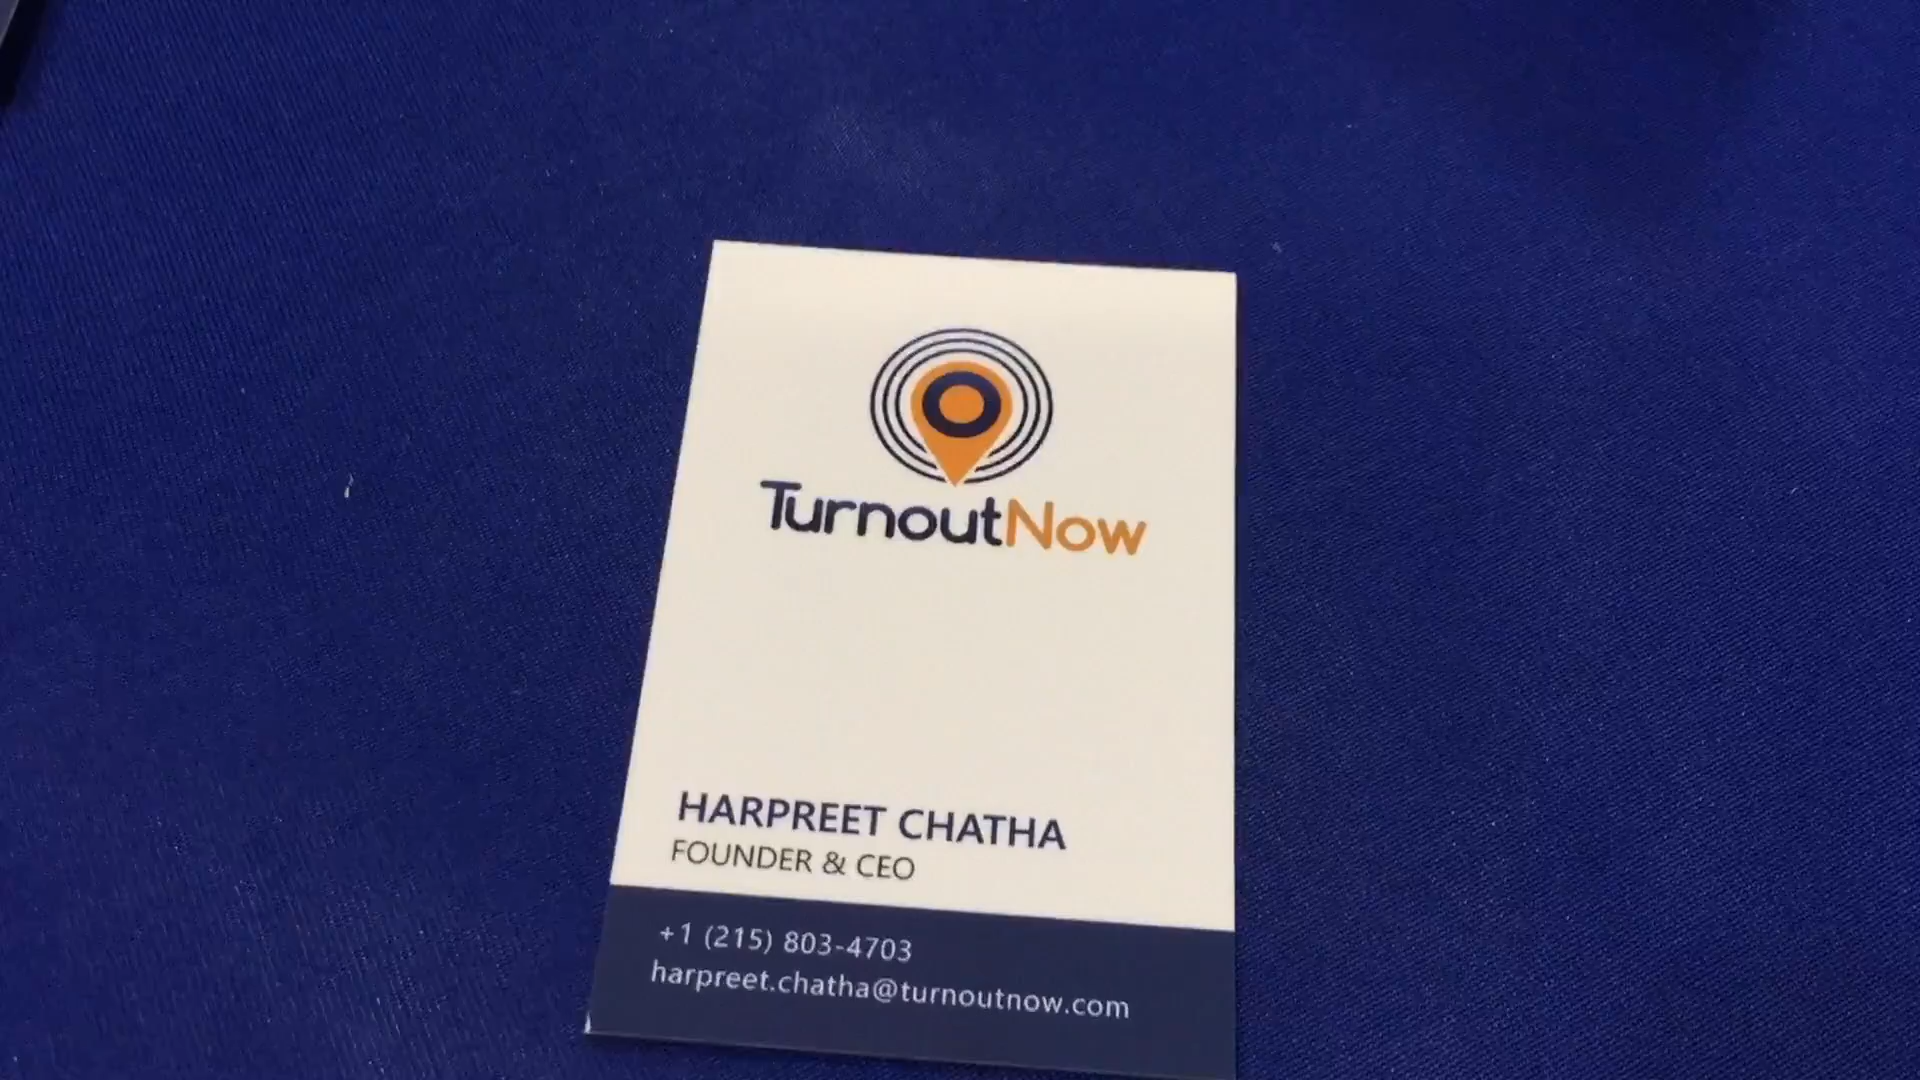 TurnoutNow
HARPREET CHATHA
FOUNDER & CEO
+1 (215) 803-4703
harpreet.chatha@turnoutnow.com